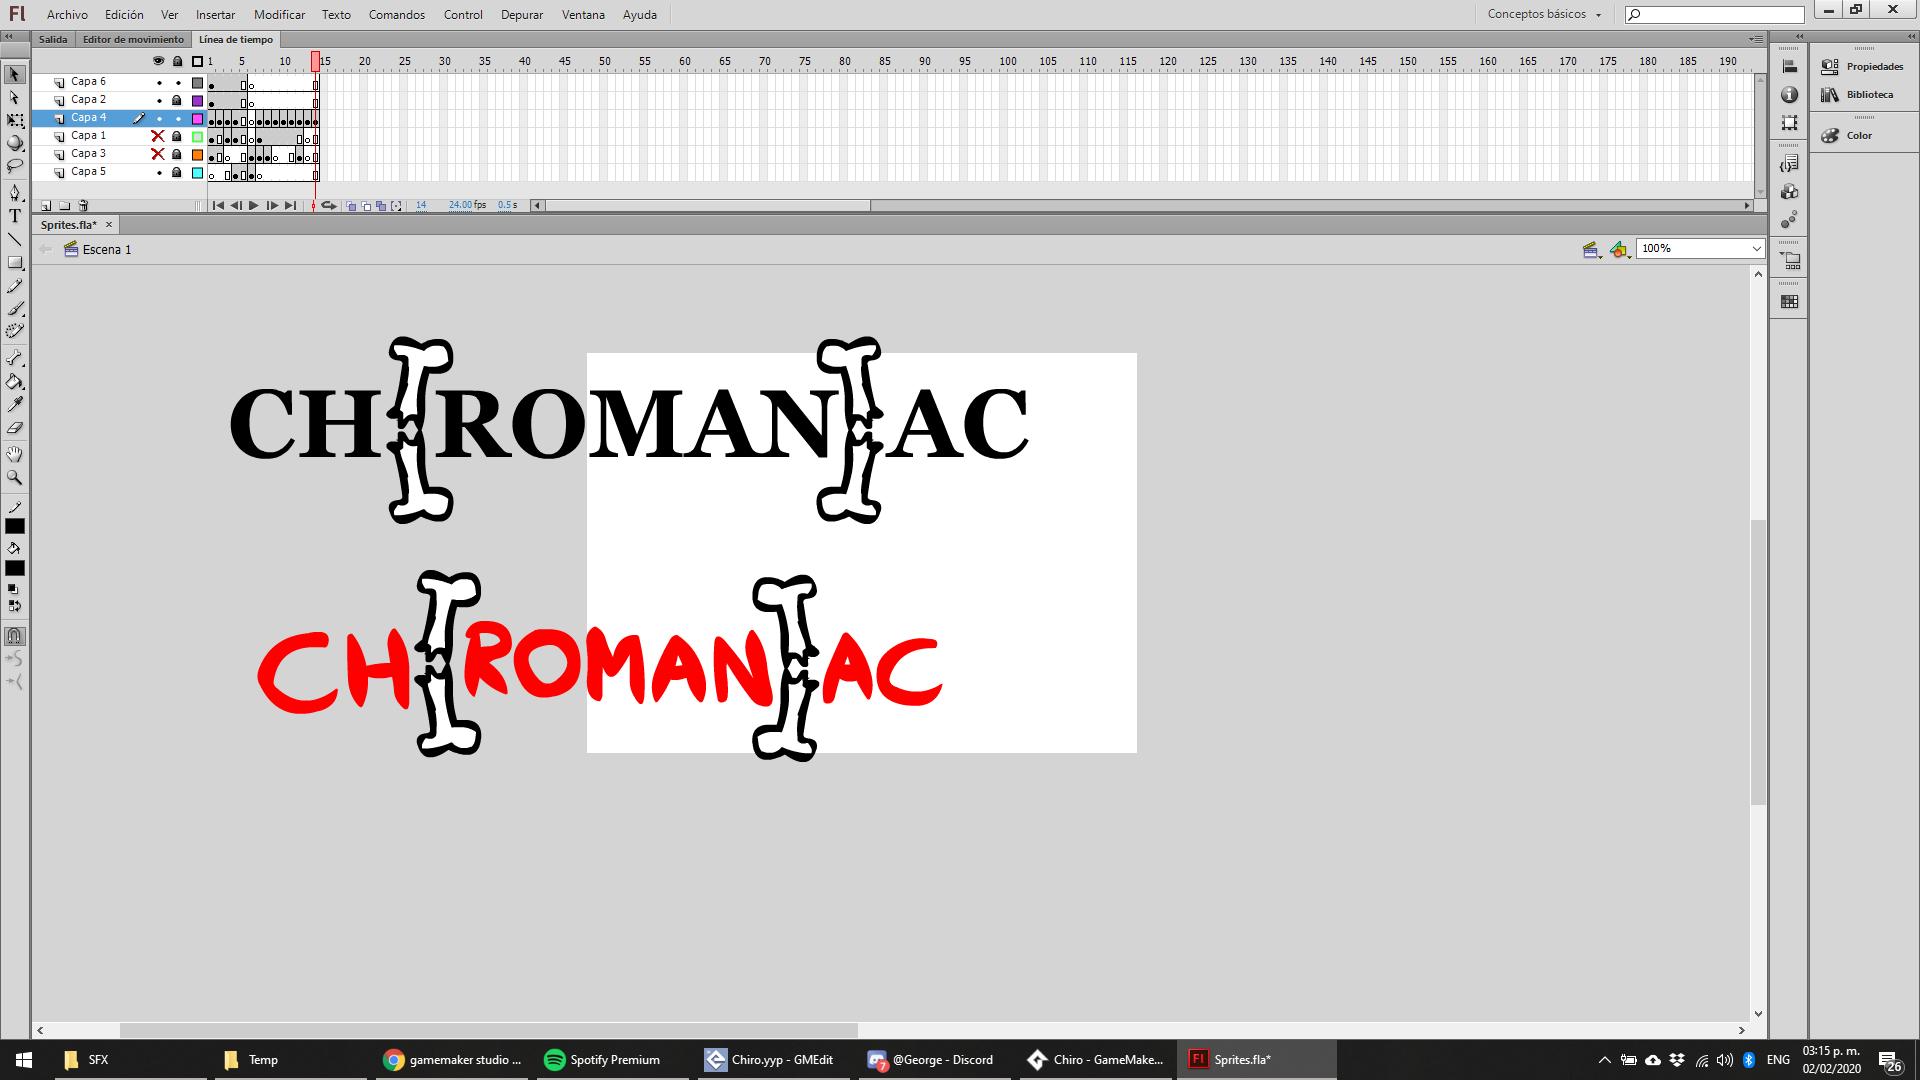 Fl Archivo Edición Ver Insertar Modificar Texto Comandos Control Depurar Ventana Ayuda Conceptos básicos
Salida Editor de movimiento Línea de tiempo
1 5 10 15 20 25 30 35 40 45 50 55 60 65 70 75 80 85 90 95 100 105 110 115 120 125 130 135 140 145 150 155 160 165 170 175 180 185 190
Capa 6
Capa 2
Capa 4
Capa 1
Capa 3
Capa 5
14 24.00 fps 0.5 s
Sprites.fla*
Escena 1 100%
Propiedades
Biblioteca
Color
T
CHIROMANIAC
CHIROMANIAC
SFX Temp gamemaker studio ... Spotify Premium Chiro.yyp - GMEdit 7 @George - Discord Chiro - GameMake... Fl Sprites.fla* ENG 03:15 p. m. 26
02/02/2020